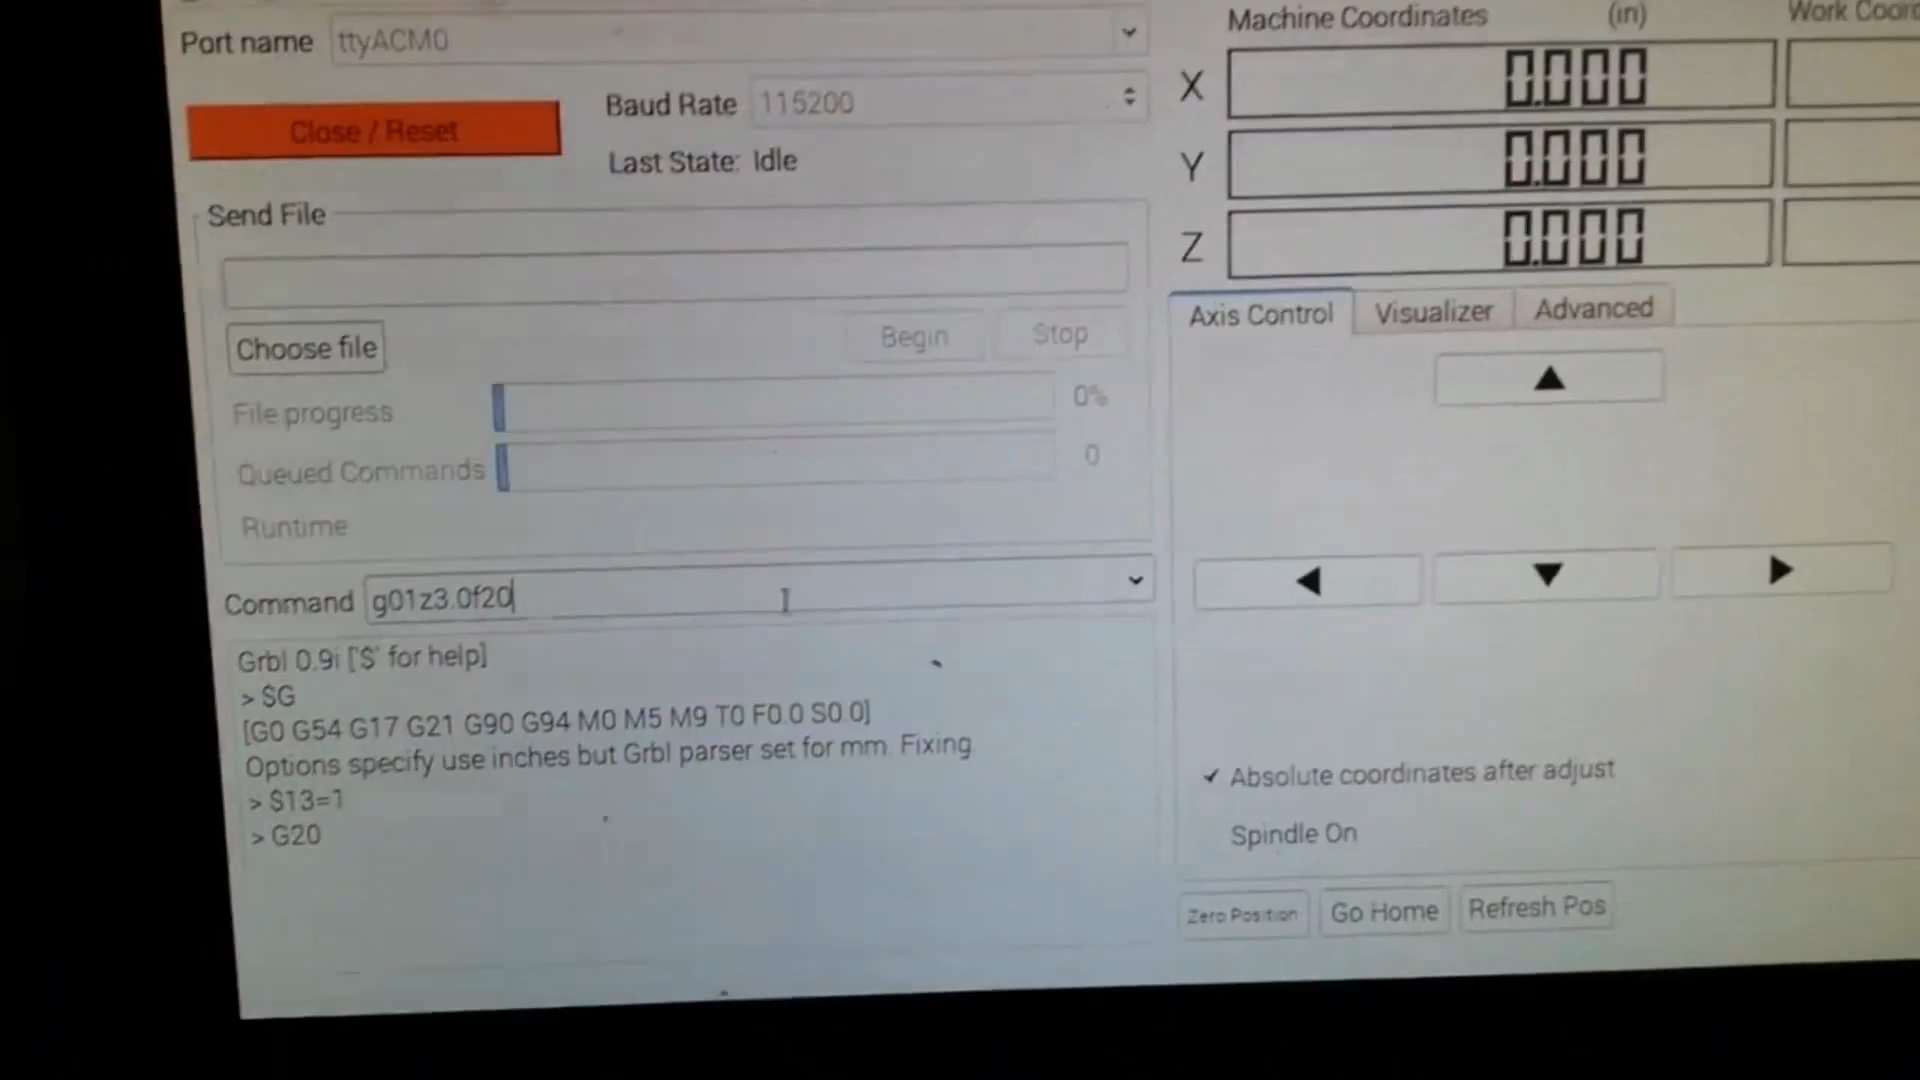 Port name ttyACM0
Close / Reset
Baud Rate 115200
Last State: Idle
Send File
Choose file
Begin
Stop
File progress 0%
Queued Commands 0
Runtime
Command g01z3.0f20
Grbl 0.9i ['$' for help]
> $G
[G0 G54 G17 G21 G90 G94 M0 M5 M9 T0 F0.0 S0.0]
Options specify use inches but Grbl parser set for mm. Fixing.
> $13=1
> G20
Machine Coordinates (in) Work Coord
X 0.000
Y 0.000
Z 0.000
Axis Control Visualizer Advanced
Absolute coordinates after adjust
Spindle On
Zero Position Go Home Refresh Pos